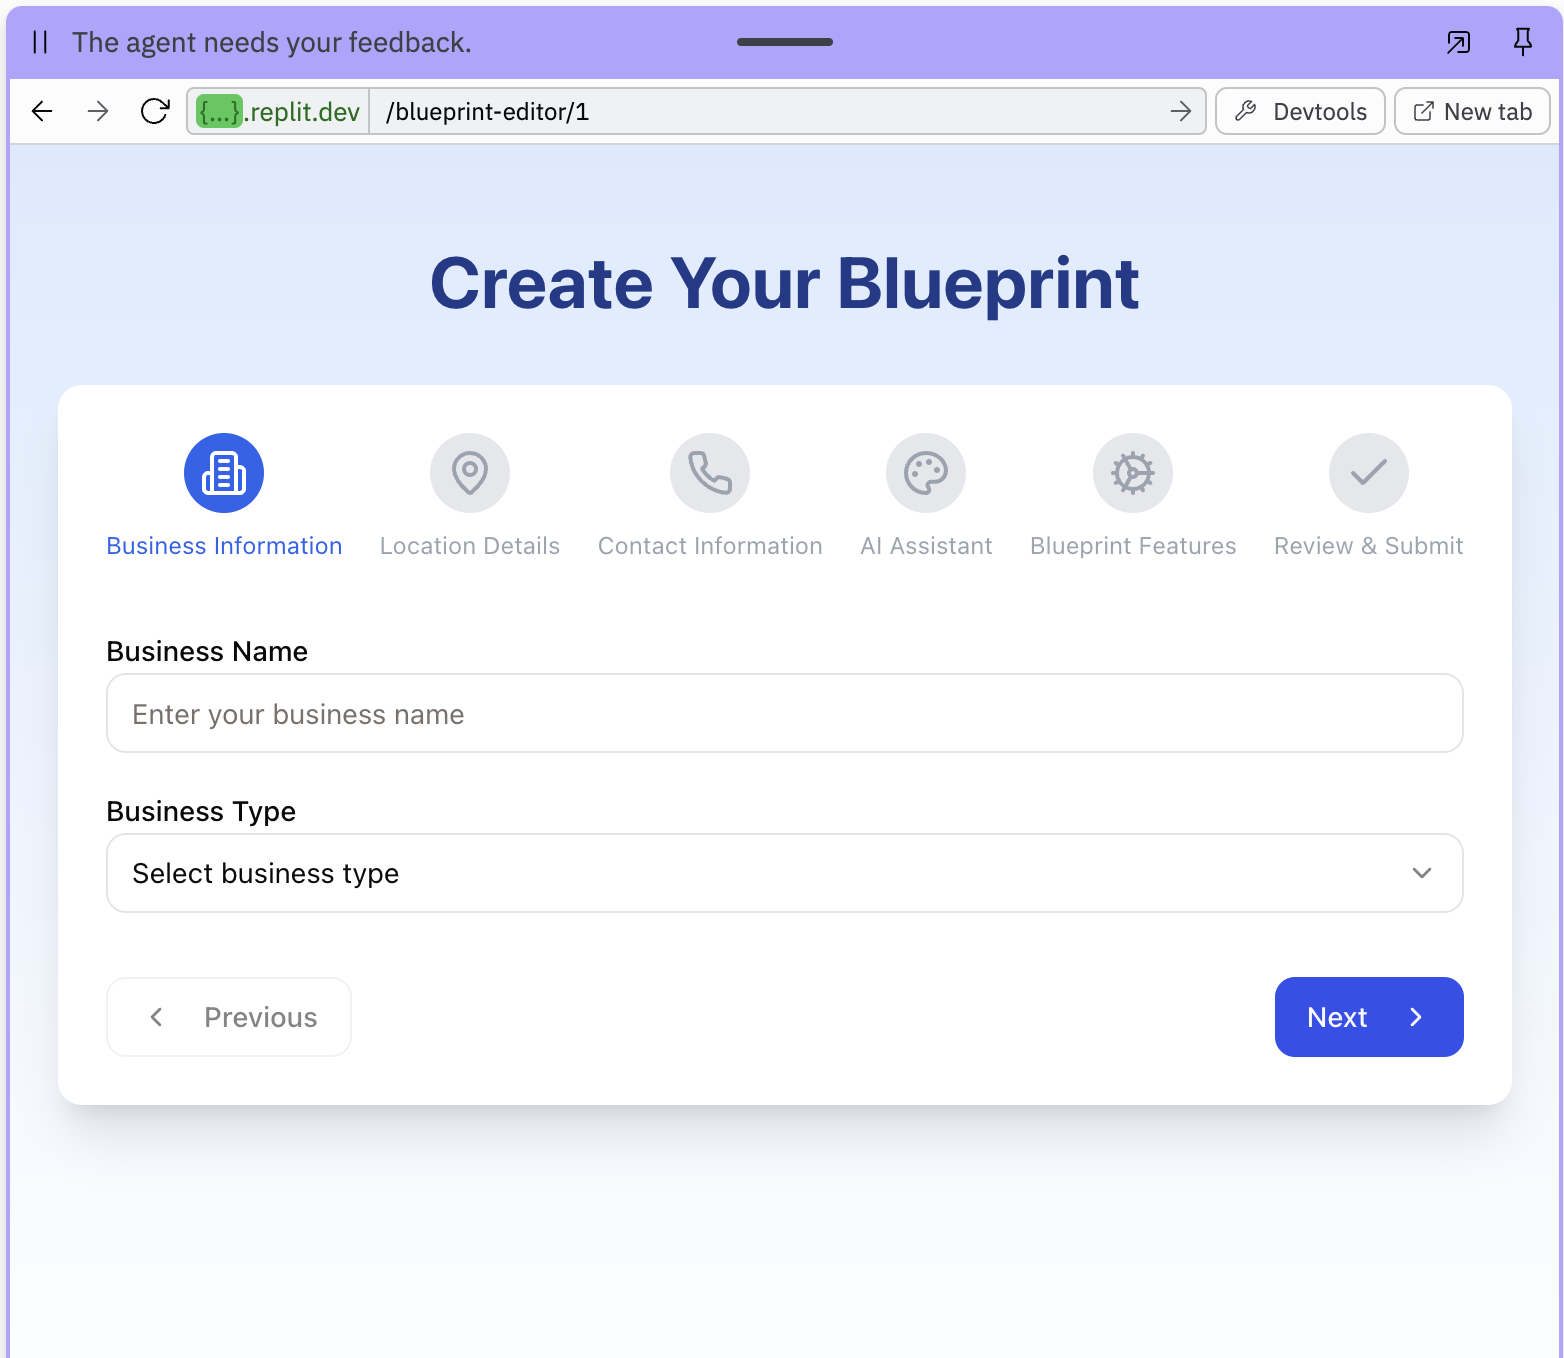 The agent needs your feedback.
{...}.replit.dev /blueprint-editor/1 Devtools New tab
Create Your Blueprint
Business Information Location Details Contact Information AI Assistant Blueprint Features Review & Submit
Business Name
Enter your business name
Business Type
Select business type
Previous Next